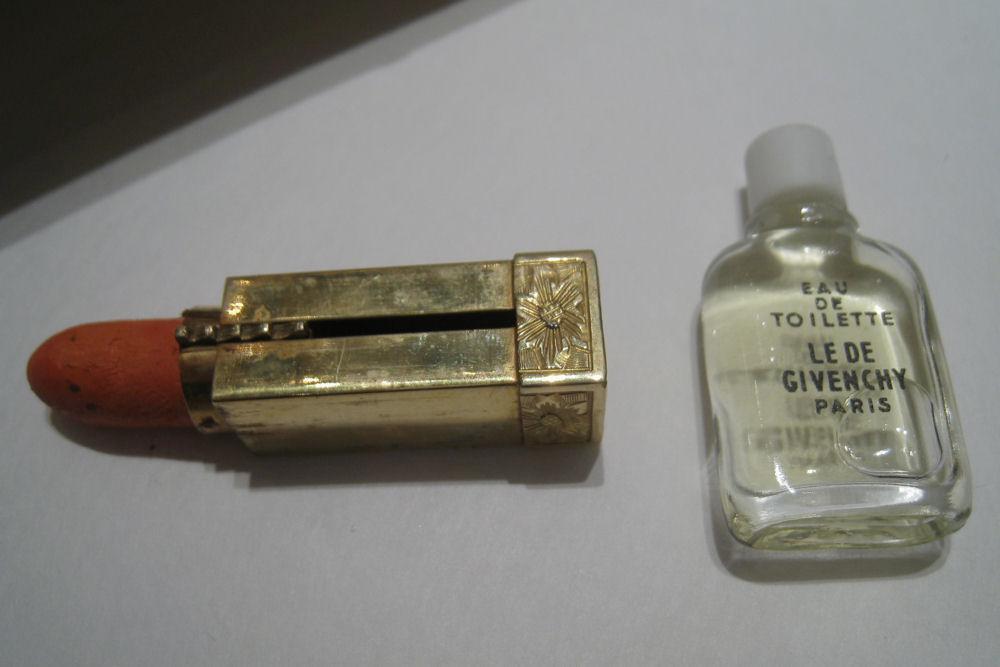 EAU
DE
TOILETTE
LE DE
GIVENCHY
PARIS